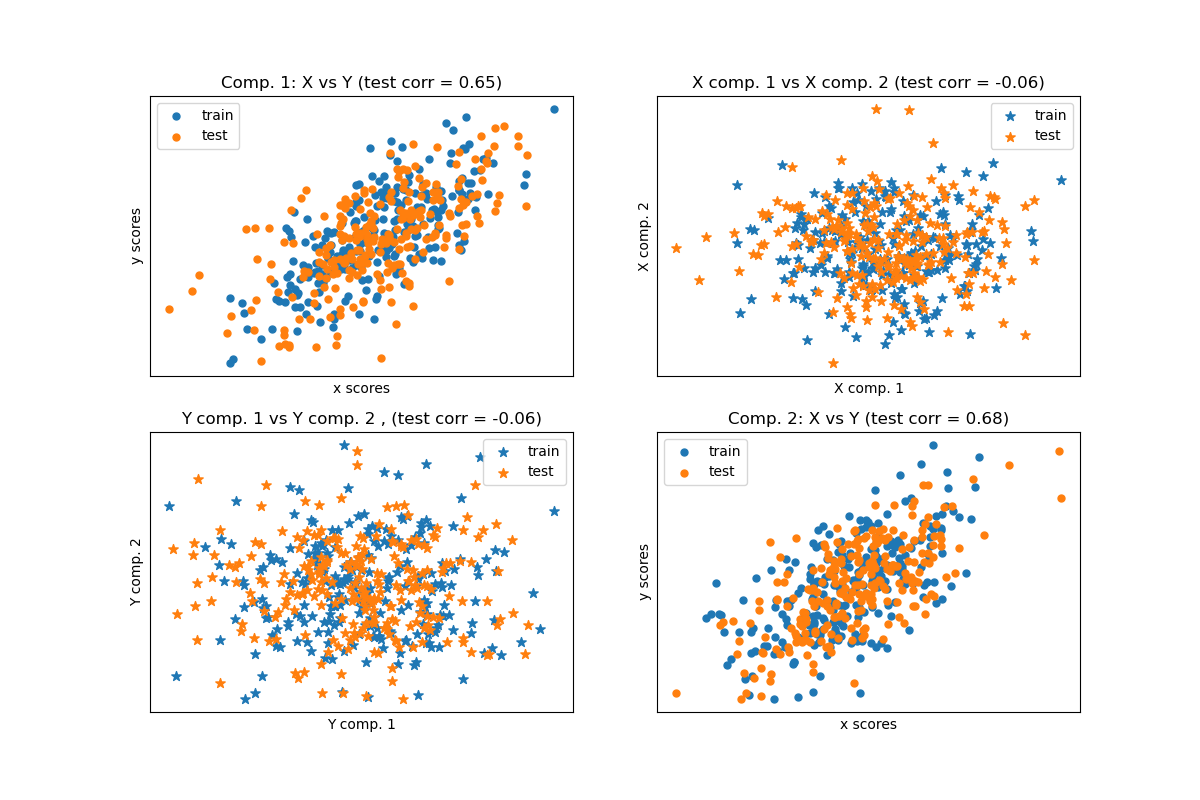 Comp. 1: X vs Y (test corr = 0.65)
train
test
y scores
x scores
X comp. 1 vs X comp. 2 (test corr = -0.06)
train
test
X comp. 2
X comp. 1
Y comp. 1 vs Y comp. 2 , (test corr = -0.06)
train
test
Y comp. 2
Y comp. 1
Comp. 2: X vs Y (test corr = 0.68)
train
test
y scores
x scores